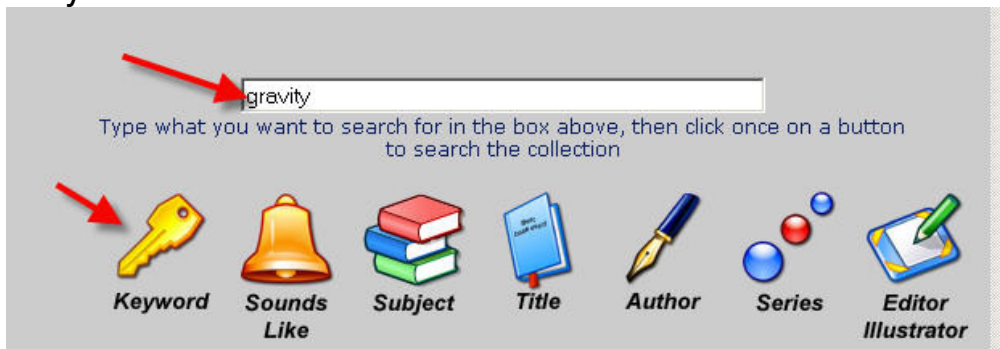 gravity
Type what you want to search for in the box above, then click once on a button
to search the collection
Keyword Sounds Like Subject Title Author Series Editor Illustrator